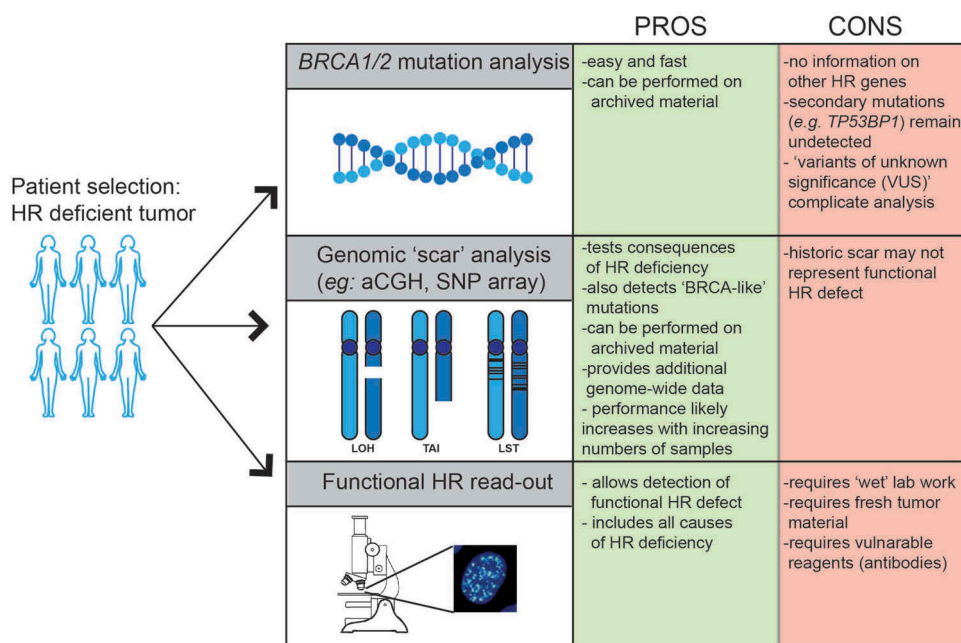 PROS
CONS
Patient selection:
HR deficient tumor
BRCA1/2 mutation analysis
-easy and fast
-can be performed on
archived material
-no information on
other HR genes
-secondary mutations
(e.g. TP53BP1) remain
undetected
- ‘variants of unknown
significance (VUS)’
complicate analysis
Genomic ‘scar’ analysis
(eg: aCGH, SNP array)
LOH
TAI
LST
-tests consequences
of HR deficiency
-also detects ‘BRCA-like’
mutations
-can be performed on
archived material
-provides additional
genome-wide data
- performance likely
increases with increasing
numbers of samples
-historic scar may not
represent functional
HR defect
Functional HR read-out
- allows detection of
functional HR defect
- includes all causes
of HR deficiency
-requires ‘wet’ lab work
-requires fresh tumor
material
-requires vulnarable
reagents (antibodies)